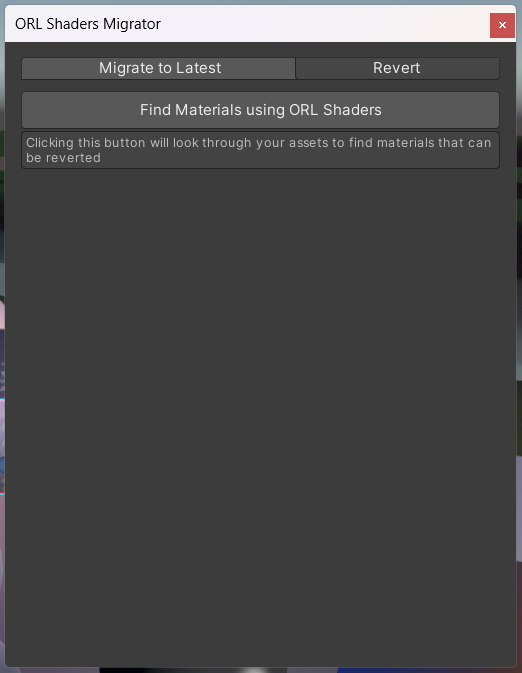 ORL Shaders Migrator
Migrate to Latest
Revert
Find Materials using ORL Shaders
Clicking this button will look through your assets to find materials that can
be reverted